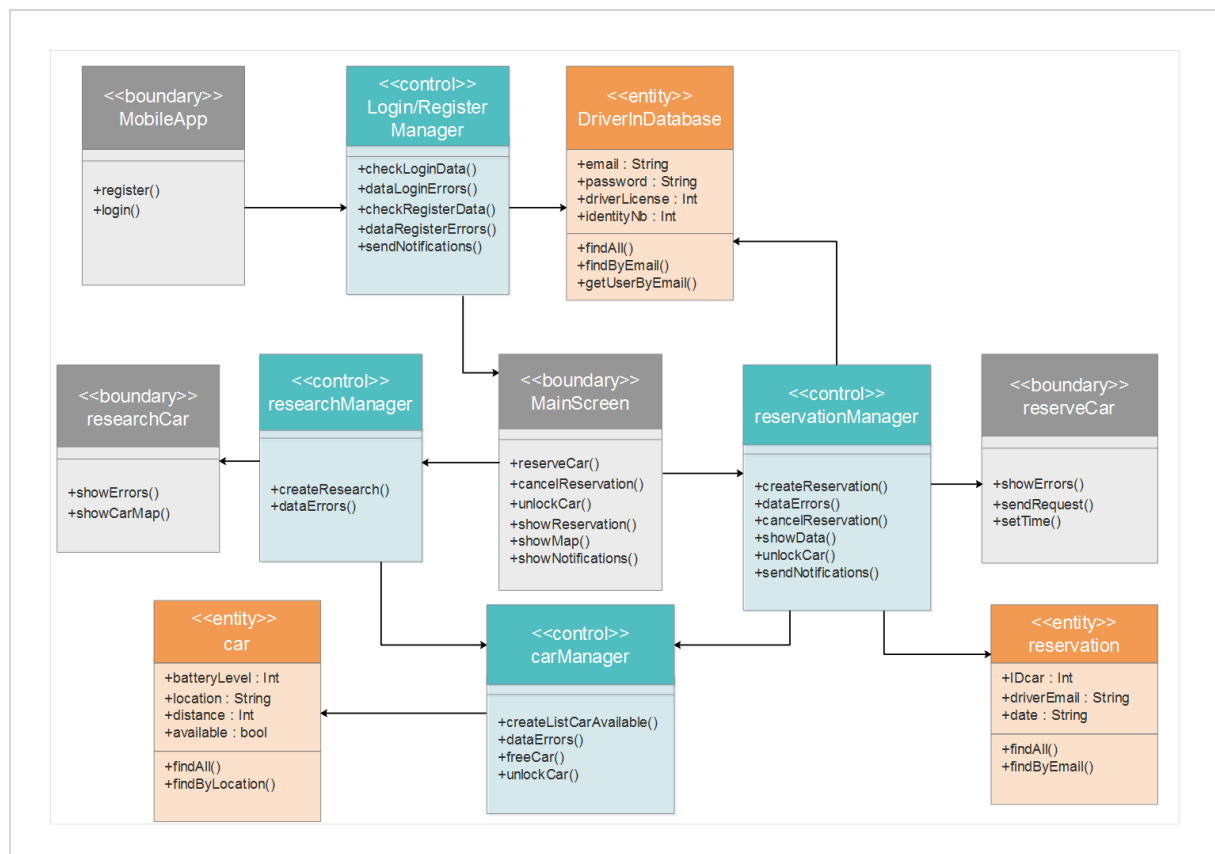 <<boundary>>
MobileApp
+register()
+login()
<<control>>
Login/Register
Manager
+checkLoginData()
+dataLoginErrors()
+checkRegisterData()
+dataRegisterErrors()
+sendNotifications()
<<entity>>
DriverInDatabase
+email : String
+password : String
+driverLicense : Int
+identityNb : Int
+findAll()
+findByEmail()
+getUserByEmail()
<<boundary>>
researchCar
+showErrors()
+showCarMap()
<<control>>
researchManager
+createResearch()
+dataErrors()
<<boundary>>
MainScreen
+reserveCar()
+cancelReservation()
+unlockCar()
+showReservation()
+showMap()
+showNotifications()
<<control>>
reservationManager
+createReservation()
+dataErrors()
+cancelReservation()
+showData()
+unlockCar()
+sendNotifications()
<<boundary>>
reserveCar
+showErrors()
+sendRequest()
+setTime()
<<entity>>
car
+batteryLevel : Int
+location : String
+distance : Int
+available : bool
+findAll()
+findByLocation()
<<control>>
carManager
+createListCarAvailable()
+dataErrors()
+freeCar()
+unlockCar()
<<entity>>
reservation
+IDcar : Int
+driverEmail : String
+date : String
+findAll()
+findByEmail()